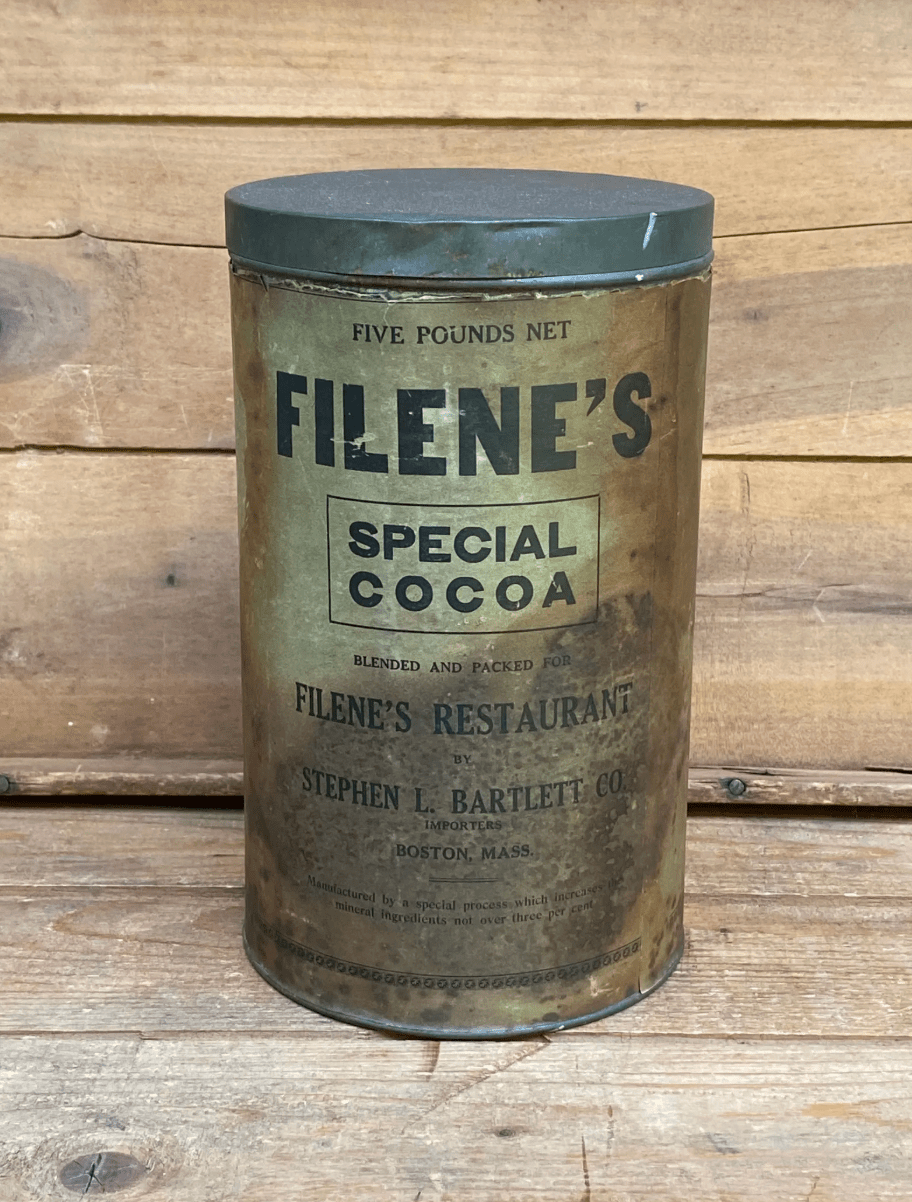 FIVE POUNDS NET
FILENE'S
SPECIAL
COCOA
BLENDED AND PACKED FOR
FILENE'S RESTAURANT
BY
STEPHEN L. BARTLETT CO.
IMPORTERS
BOSTON, MASS.
Manufactured by a special process which increases the
mineral ingredients not over three per cent